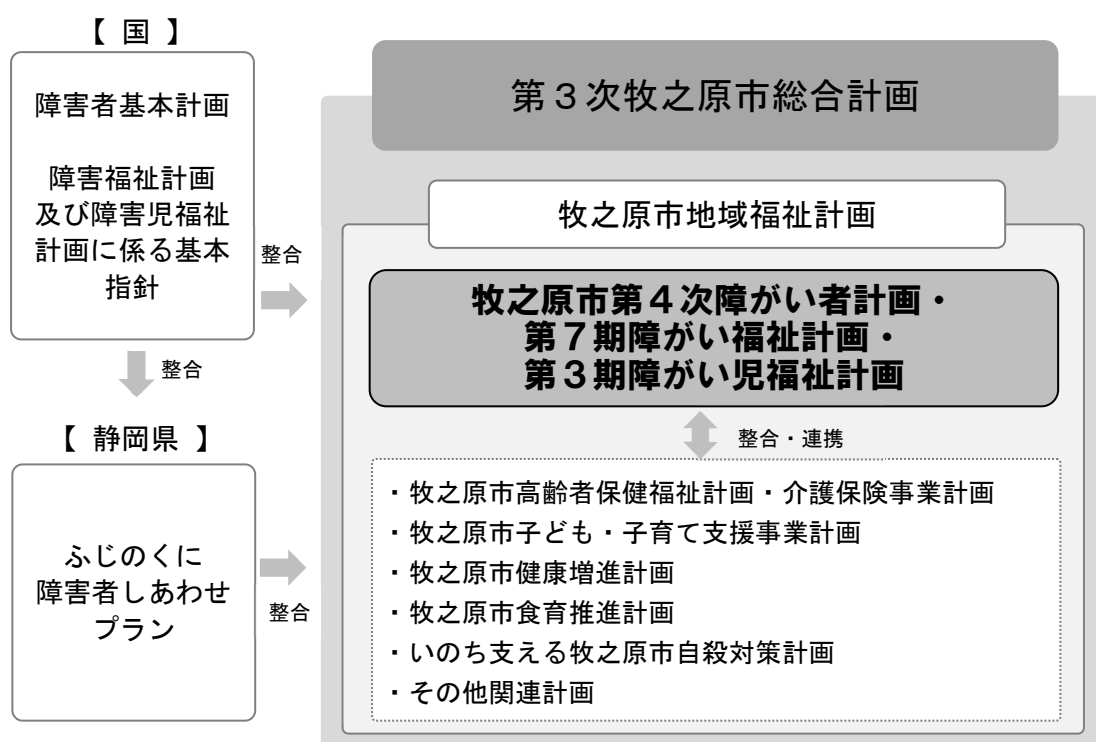 【 国 】
障害者基本計画
障害福祉計画
及び障害児福祉
計画に係る基本
指針
整合
整合
【 静岡県 】
ふじのくに
障害者しあわせ
プラン
整合
第３次牧之原市総合計画
牧之原市地域福祉計画
牧之原市第４次障がい者計画・
第７期障がい福祉計画・
第３期障がい児福祉計画
整合・連携
・牧之原市高齢者保健福祉計画・介護保険事業計画
・牧之原市子ども・子育て支援事業計画
・牧之原市健康増進計画
・牧之原市食育推進計画
・いのち支える牧之原市自殺対策計画
・その他関連計画